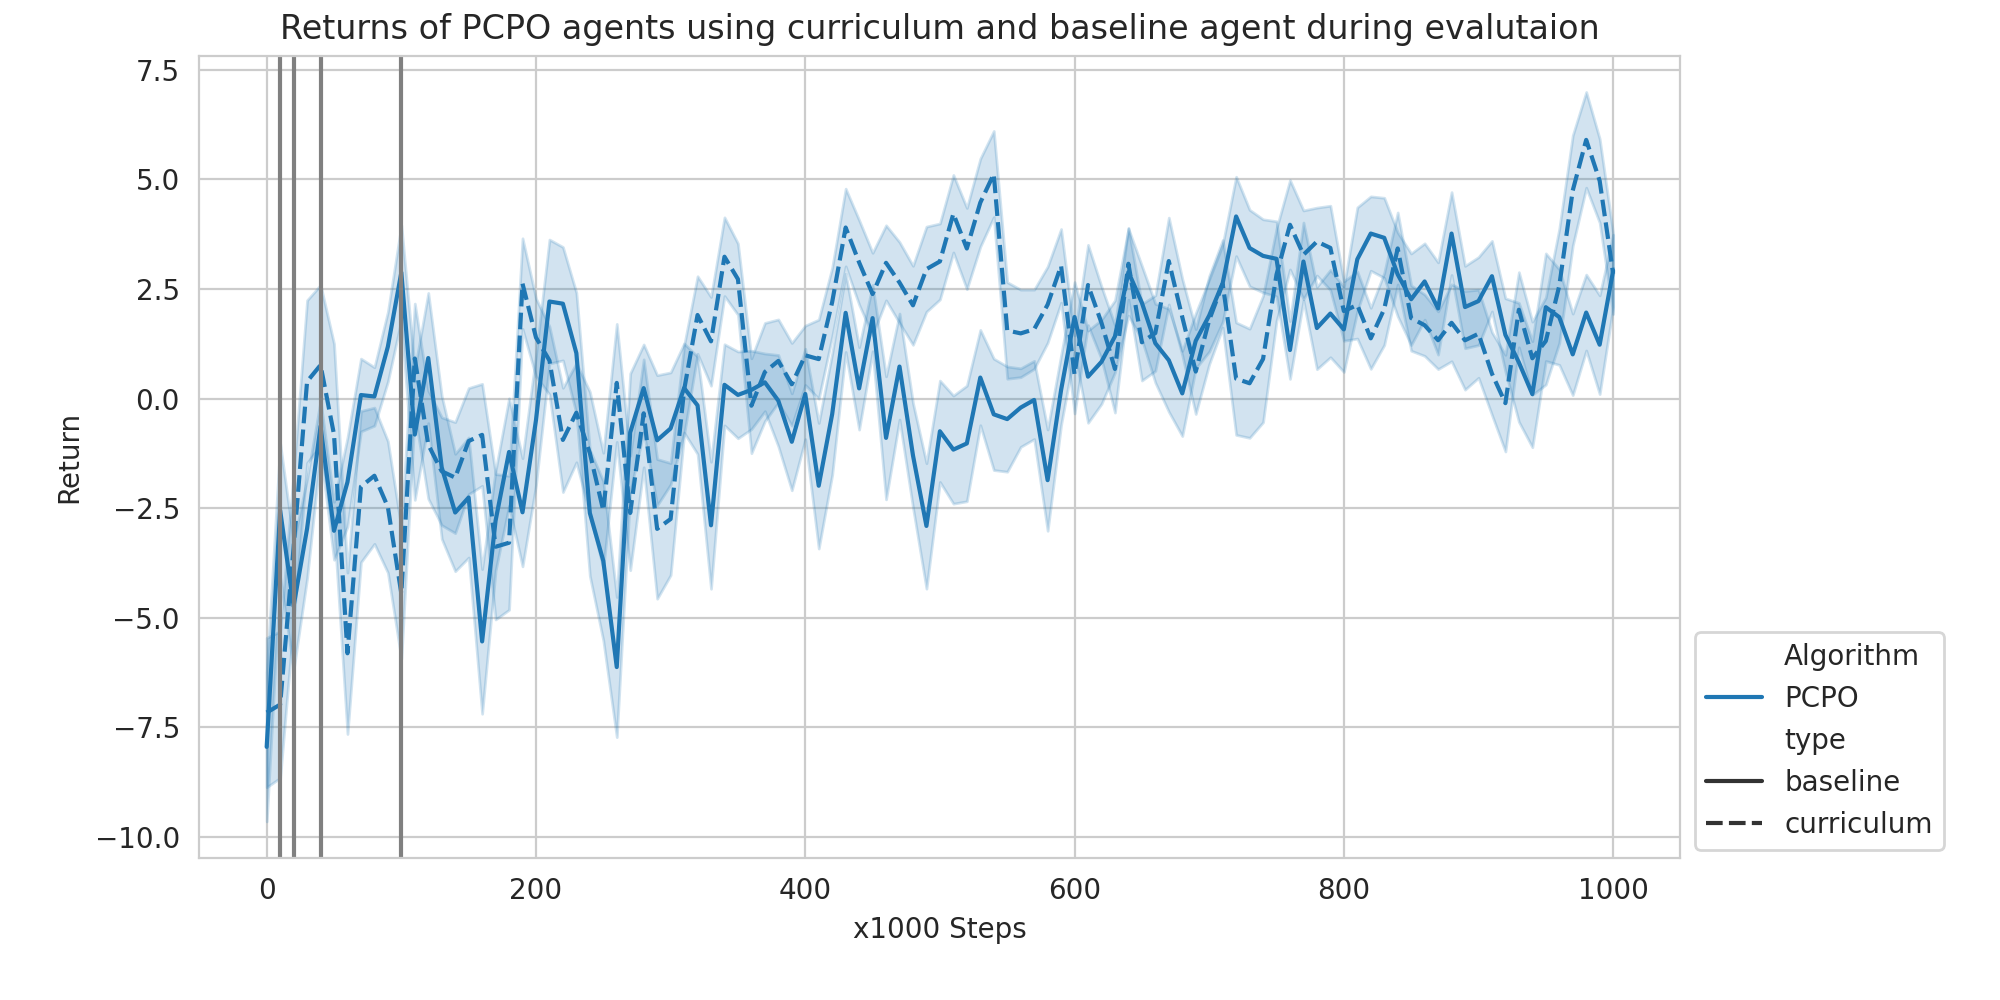 Returns of PCPO agents using curriculum and baseline agent during evalutaion
7.5
5.0
2.5
0.0
−2.5
−5.0
−7.5
−10.0
Return
0 200 400 600 800 1000
x1000 Steps
Algorithm
PCPO
type
baseline
curriculum